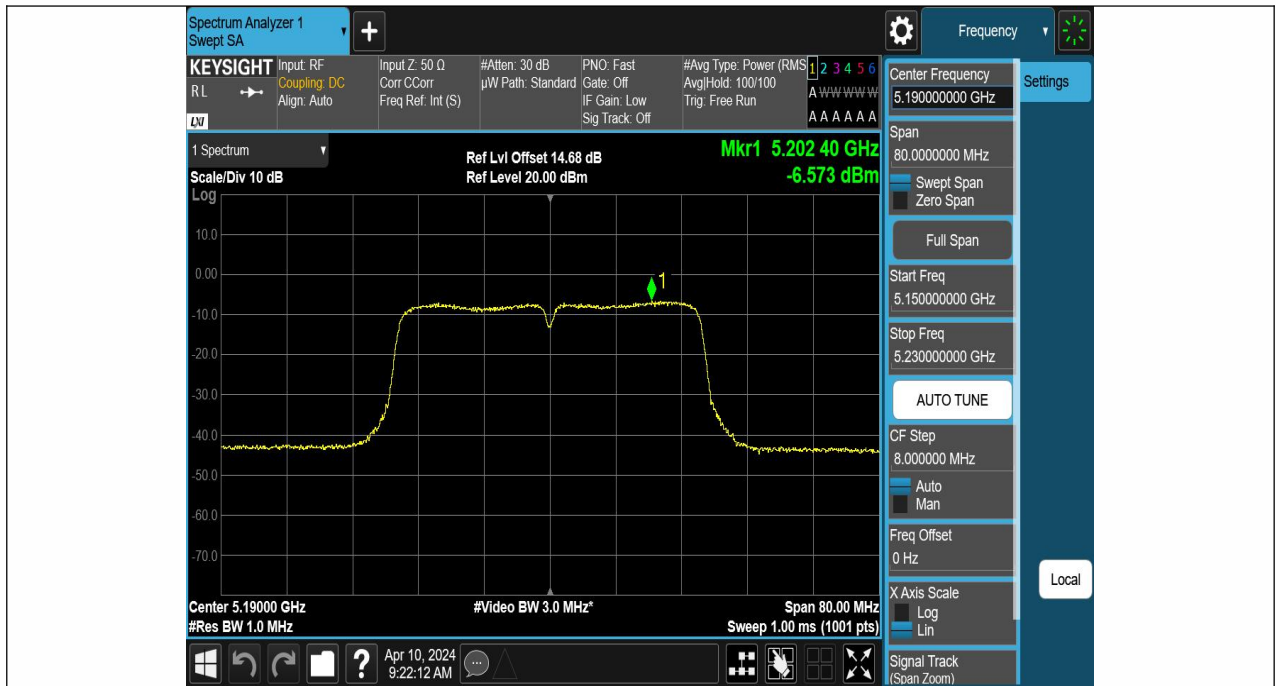 Spectrum Analyzer 1
Swept SA
+
Frequency
KEYSIGHT
RL
LXI
Input: RF
Coupling: DC
Align: Auto
Input Z: 50 Ω
Corr CCorr
Freq Ref: Int (S)
#Atten: 30 dB
µW Path: Standard
PNO: Fast
Gate: Off
IF Gain: Low
Sig Track: Off
#Avg Type: Power (RMS
Avg|Hold: 100/100
Trig: Free Run
1 2 3 4 5 6
A W W W W W
A A A A A A
1 Spectrum
Scale/Div 10 dB
Log
Ref Lvl Offset 14.68 dB
Ref Level 20.00 dBm
Mkr1 5.202 40 GHz
-6.573 dBm
10.0
0.00
-10.0
-20.0
-30.0
-40.0
-50.0
-60.0
-70.0
1
Center 5.19000 GHz
#Res BW 1.0 MHz
#Video BW 3.0 MHz*
Span 80.00 MHz
Sweep 1.00 ms (1001 pts)
Center Frequency
5.190000000 GHz
Settings
Span
80.0000000 MHz
Swept Span
Zero Span
Full Span
Start Freq
5.150000000 GHz
Stop Freq
5.230000000 GHz
AUTO TUNE
CF Step
8.000000 MHz
Auto
Man
Freq Offset
0 Hz
Local
X Axis Scale
Log
Lin
Signal Track
(Span Zoom)
?
Apr 10, 2024
9:22:12 AM